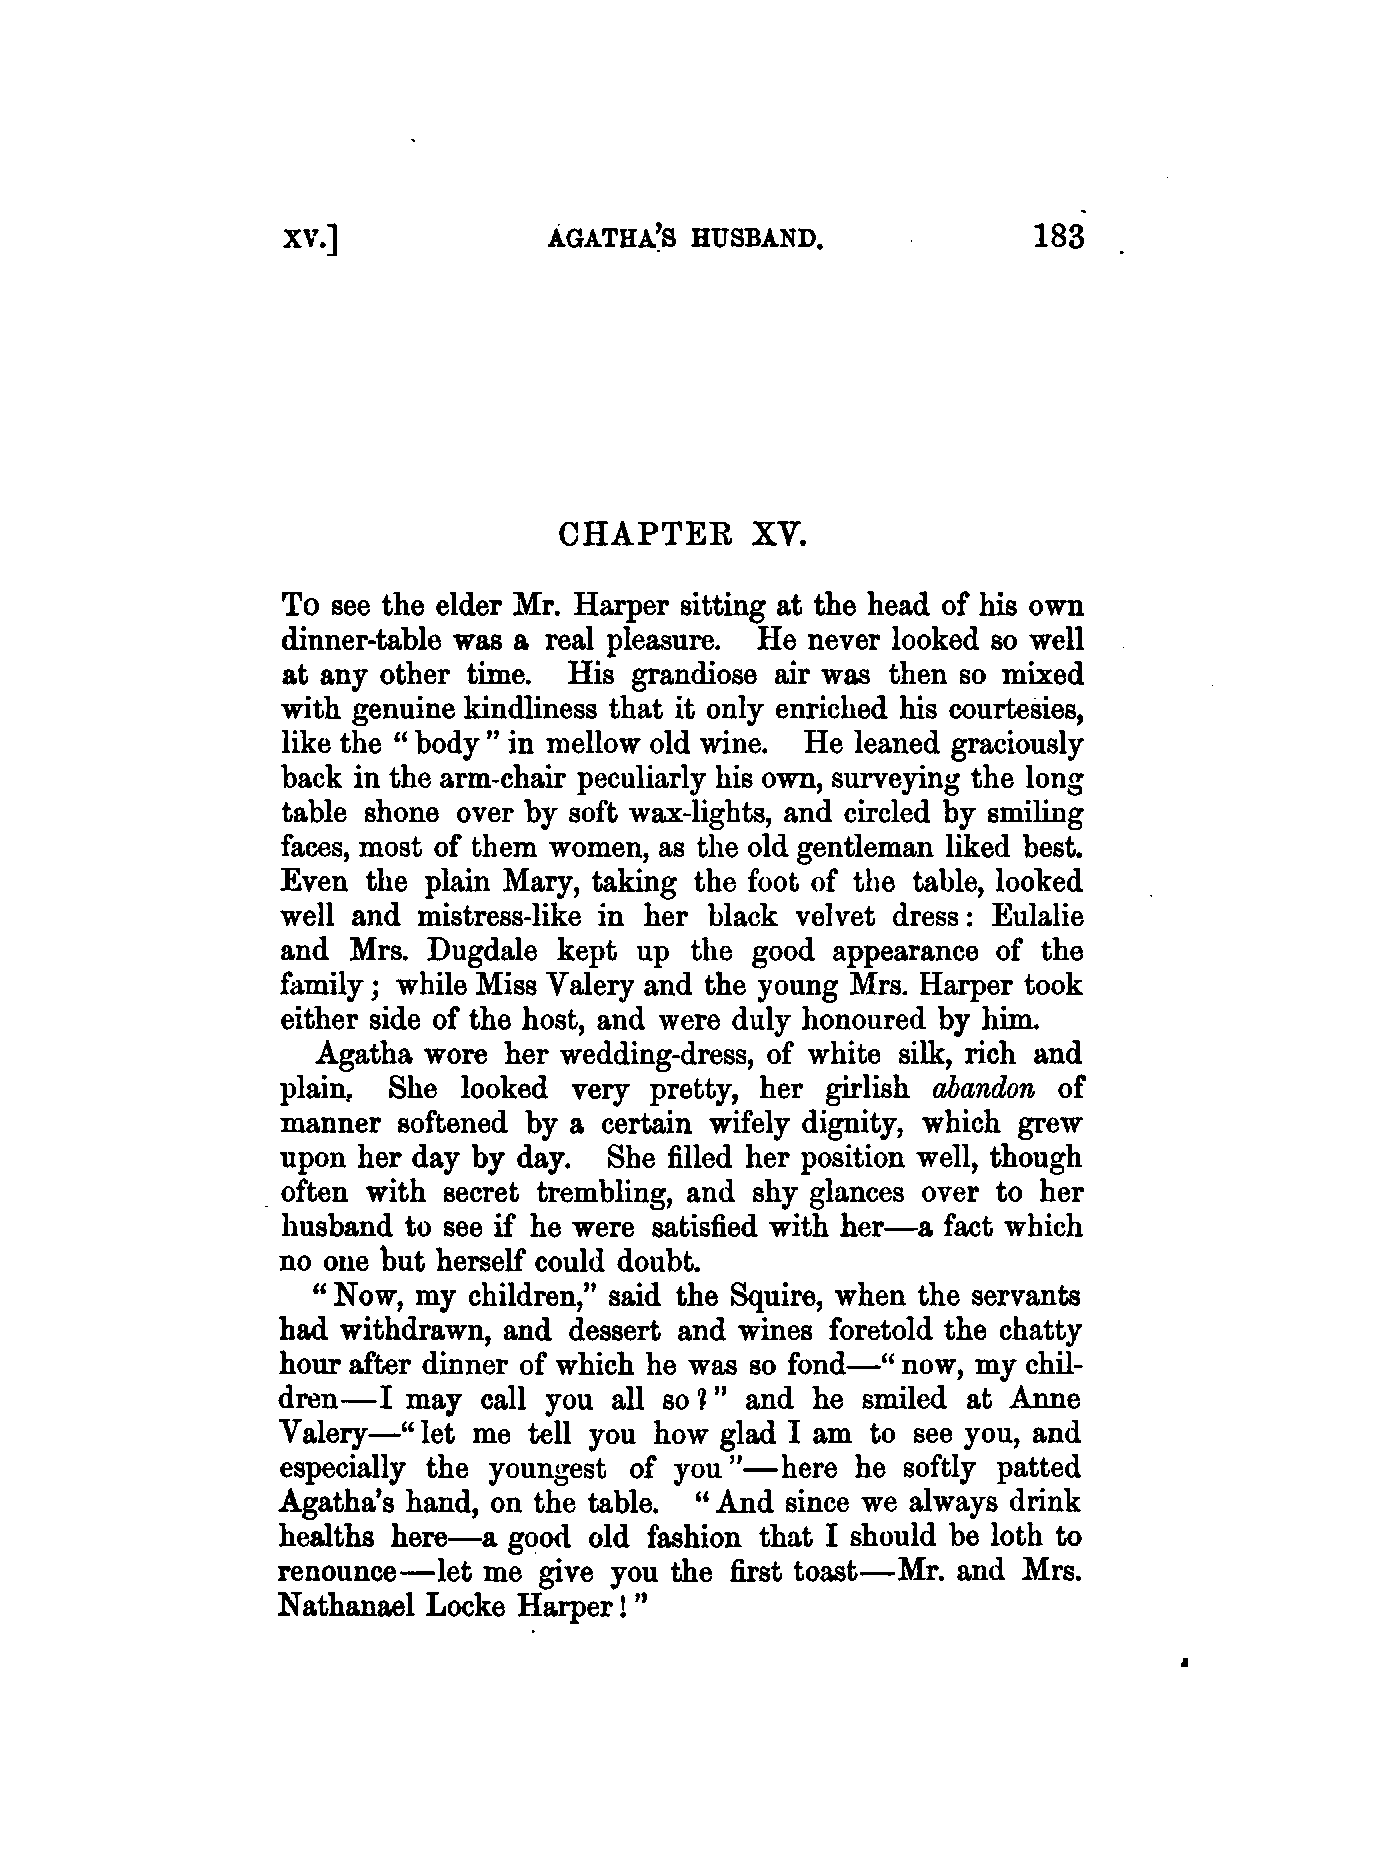 XV.] AGATHA'S HUSBAND. 183
CHAPTER XV.
To see the elder Mr. Harper sitting at the head of his own
dinner-table was a real pleasure. He never looked so well
at any other time. His grandiose air was then so mixed
with genuine kindliness that it only enriched his courtesies,
like the “body” in mellow old wine. He leaned graciously
back in the arm-chair peculiarly his own, surveying the long
table shone over by soft wax-lights, and circled by smiling
faces, most of them women, as the old gentleman liked best.
Even the plain Mary, taking the foot of the table, looked
well and mistress-like in her black velvet dress: Eulalie
and Mrs. Dugdale kept up the good appearance of the
family; while Miss Valery and the young Mrs. Harper took
either side of the host, and were duly honoured by him.
Agatha wore her wedding-dress, of white silk, rich and
plain. She looked very pretty, her girlish abandon of
manner softened by a certain wifely dignity, which grew
upon her day by day. She filled her position well, though
often with secret trembling, and shy glances over to her
husband to see if he were satisfied with her—a fact which
no one but herself could doubt.
“Now, my children,” said the Squire, when the servants
had withdrawn, and dessert and wines foretold the chatty
hour after dinner of which he was so fond—“now, my chil-
dren—I may call you all so?” and he smiled at Anne
Valery—“let me tell you how glad I am to see you, and
especially the youngest of you”—here he softly patted
Agatha's hand, on the table. “And since we always drink
healths here—a good old fashion that I should be loth to
renounce—let me give you the first toast—Mr. and Mrs.
Nathanael Locke Harper!”